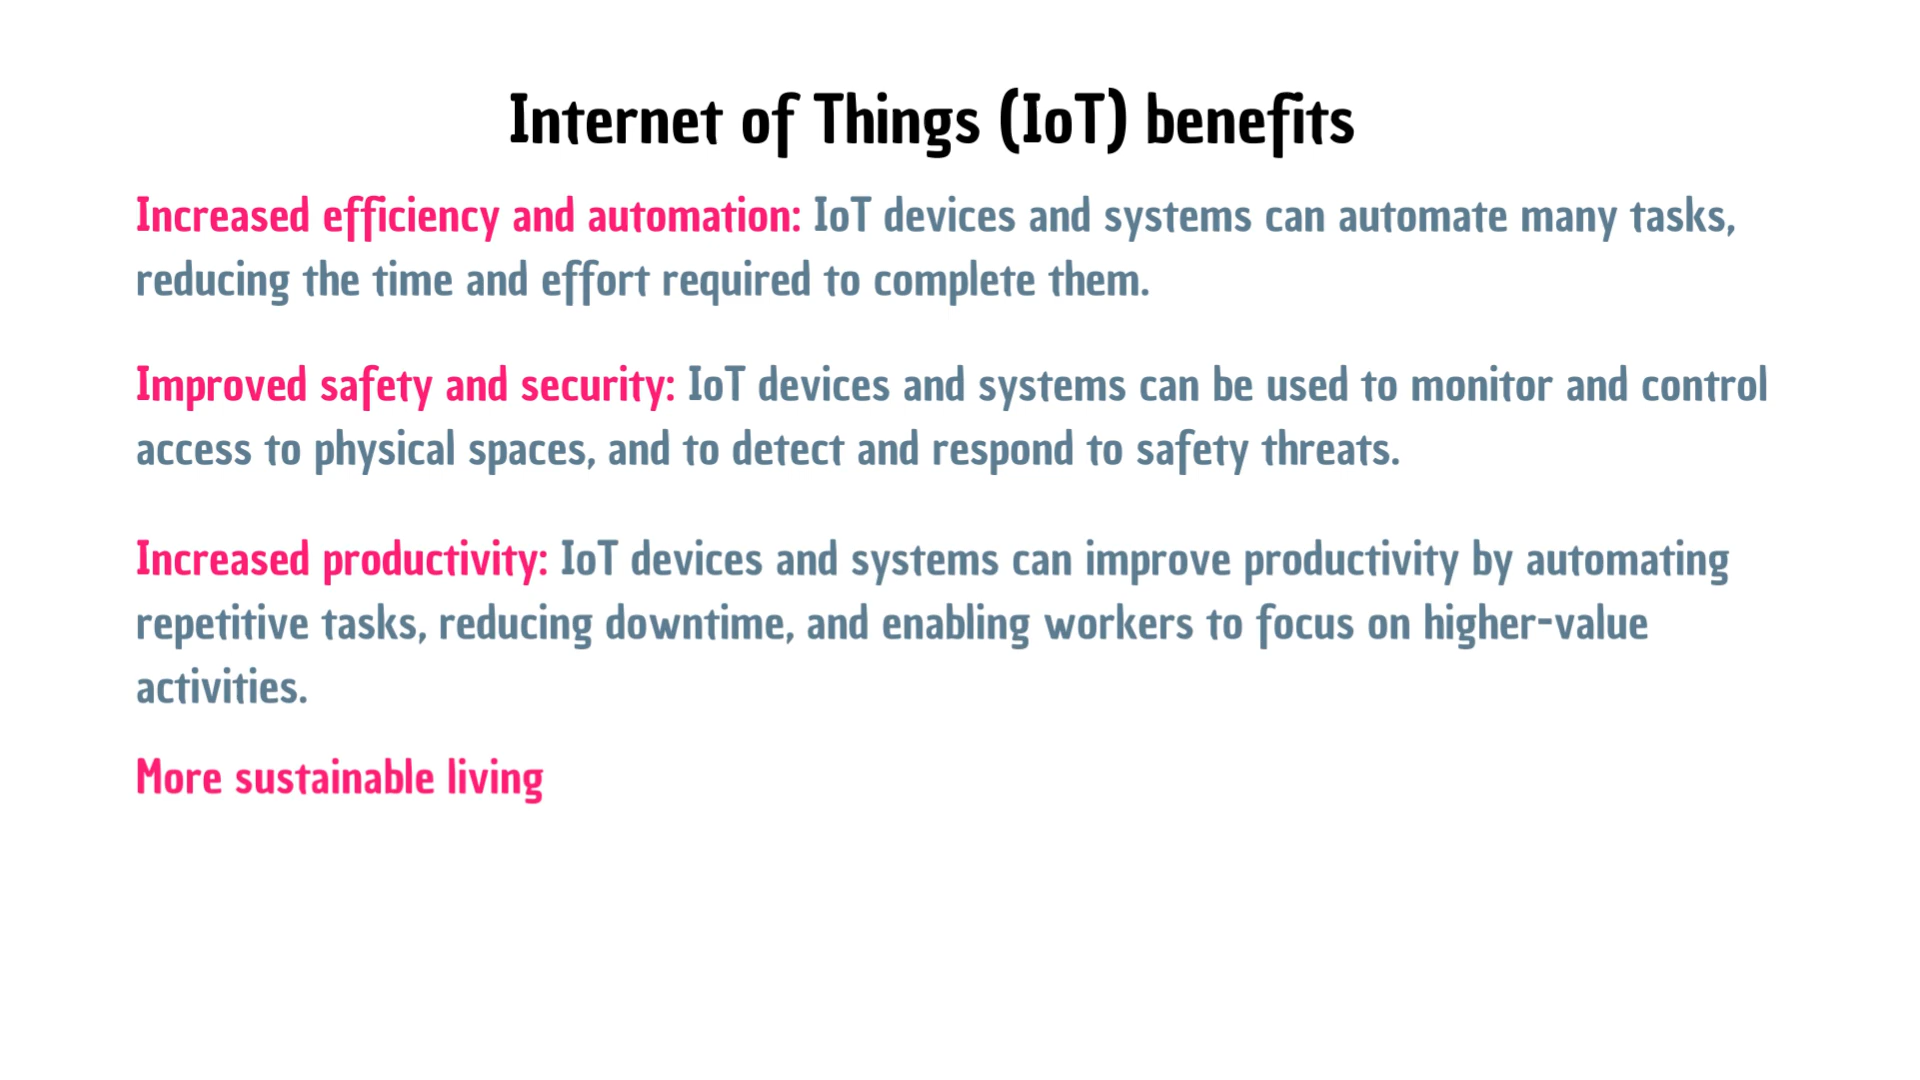 Internet of Things (IoT) benefits
Increased efficiency and automation: IoT devices and systems can automate many tasks,
reducing the time and effort required to complete them.
Improved safety and security: IoT devices and systems can be used to monitor and control
access to physical spaces, and to detect and respond to safety threats.
Increased productivity: IoT devices and systems can improve productivity by automating
repetitive tasks, reducing downtime, and enabling workers to focus on higher-value
activities.
More sustainable living